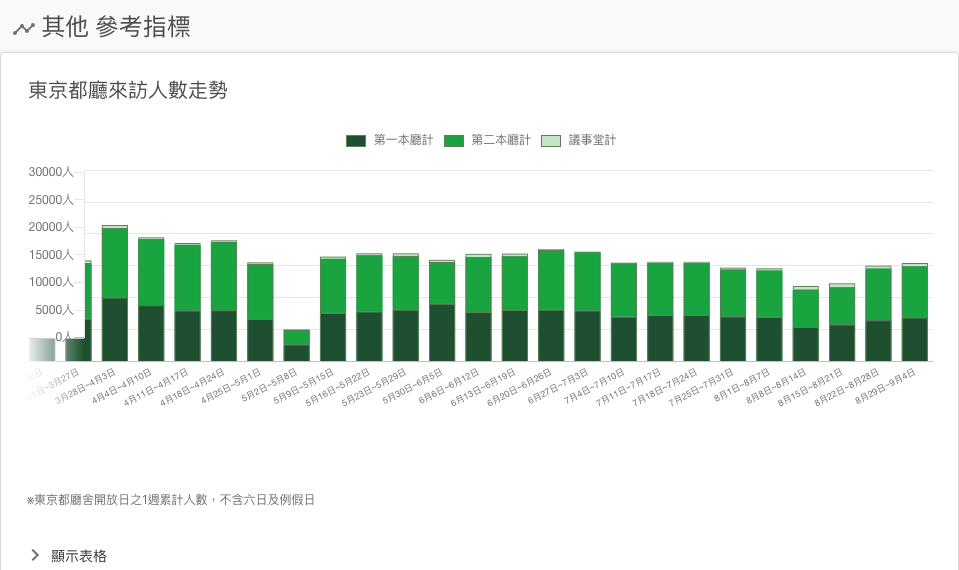 其他 參考指標
東京都廳來訪人數走勢
第一本廳計 第二本廳計 議事堂計
30000人
25000人
20000人
15000人
10000人
5000人
0人
3月28日~4月3日
4月4日~4月10日
4月11日~4月17日
4月18日~4月24日
4月25日~5月1日
5月2日~5月8日
5月9日~5月15日
5月16日~5月22日
5月23日~5月29日
5月30日~6月5日
6月6日~6月12日
6月13日~6月19日
6月20日~6月26日
6月27日~7月3日
7月4日~7月10日
7月11日~7月17日
7月18日~7月24日
7月25日~7月31日
8月1日~8月7日
8月8日~8月14日
8月15日~8月21日
8月22日~8月28日
8月29日~9月4日
※東京都廳舍開放日之1週累計人數，不含六日及例假日
顯示表格